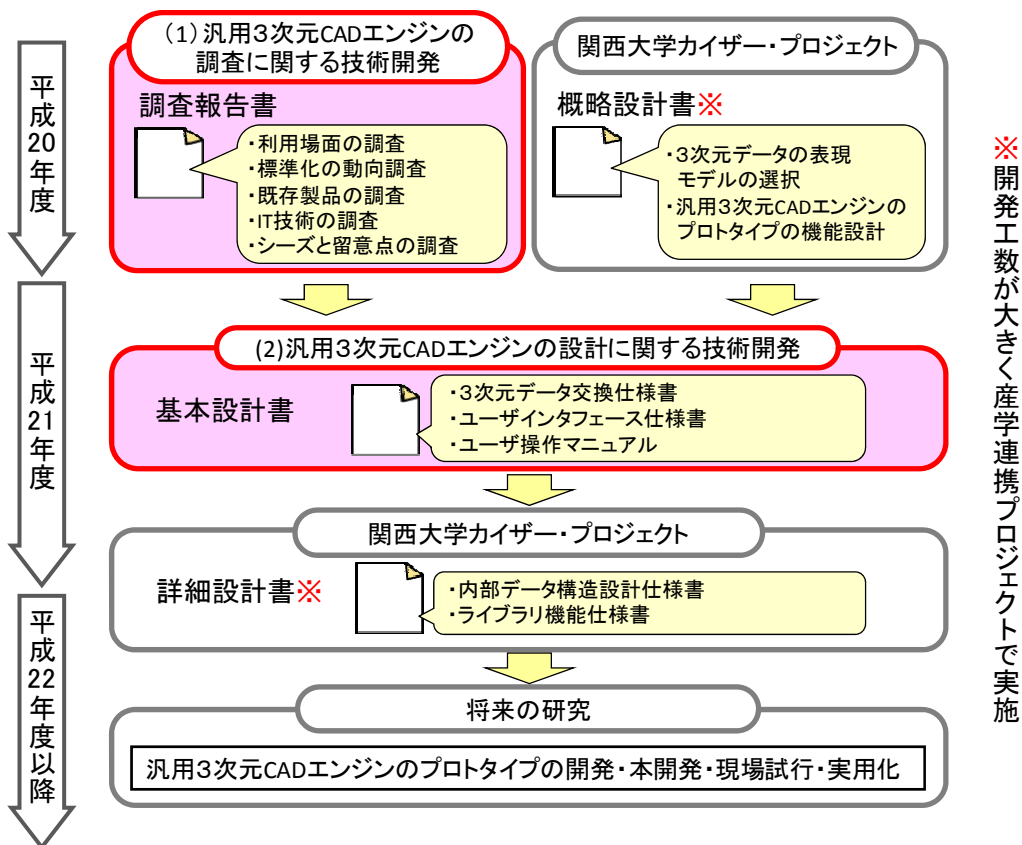 平成20年度
(1)汎用3次元CADエンジンの
調査に関する技術開発
調査報告書
・利用場面の調査
・標準化の動向調査
・既存製品の調査
・IT技術の調査
・シーズと留意点の調査
関西大学カイザー・プロジェクト
概略設計書※
・3次元データの表現
モデルの選択
・汎用3次元CADエンジンの
プロトタイプの機能設計
平成21年度
(2)汎用3次元CADエンジンの設計に関する技術開発
基本設計書
・3次元データ交換仕様書
・ユーザインタフェース仕様書
・ユーザ操作マニュアル
関西大学カイザー・プロジェクト
詳細設計書※
・内部データ構造設計仕様書
・ライブラリ機能仕様書
平成22年度以降
将来の研究
汎用3次元CADエンジンのプロトタイプの開発・本開発・現場試行・実用化
※開発工数が大きく産学連携プロジェクトで実施